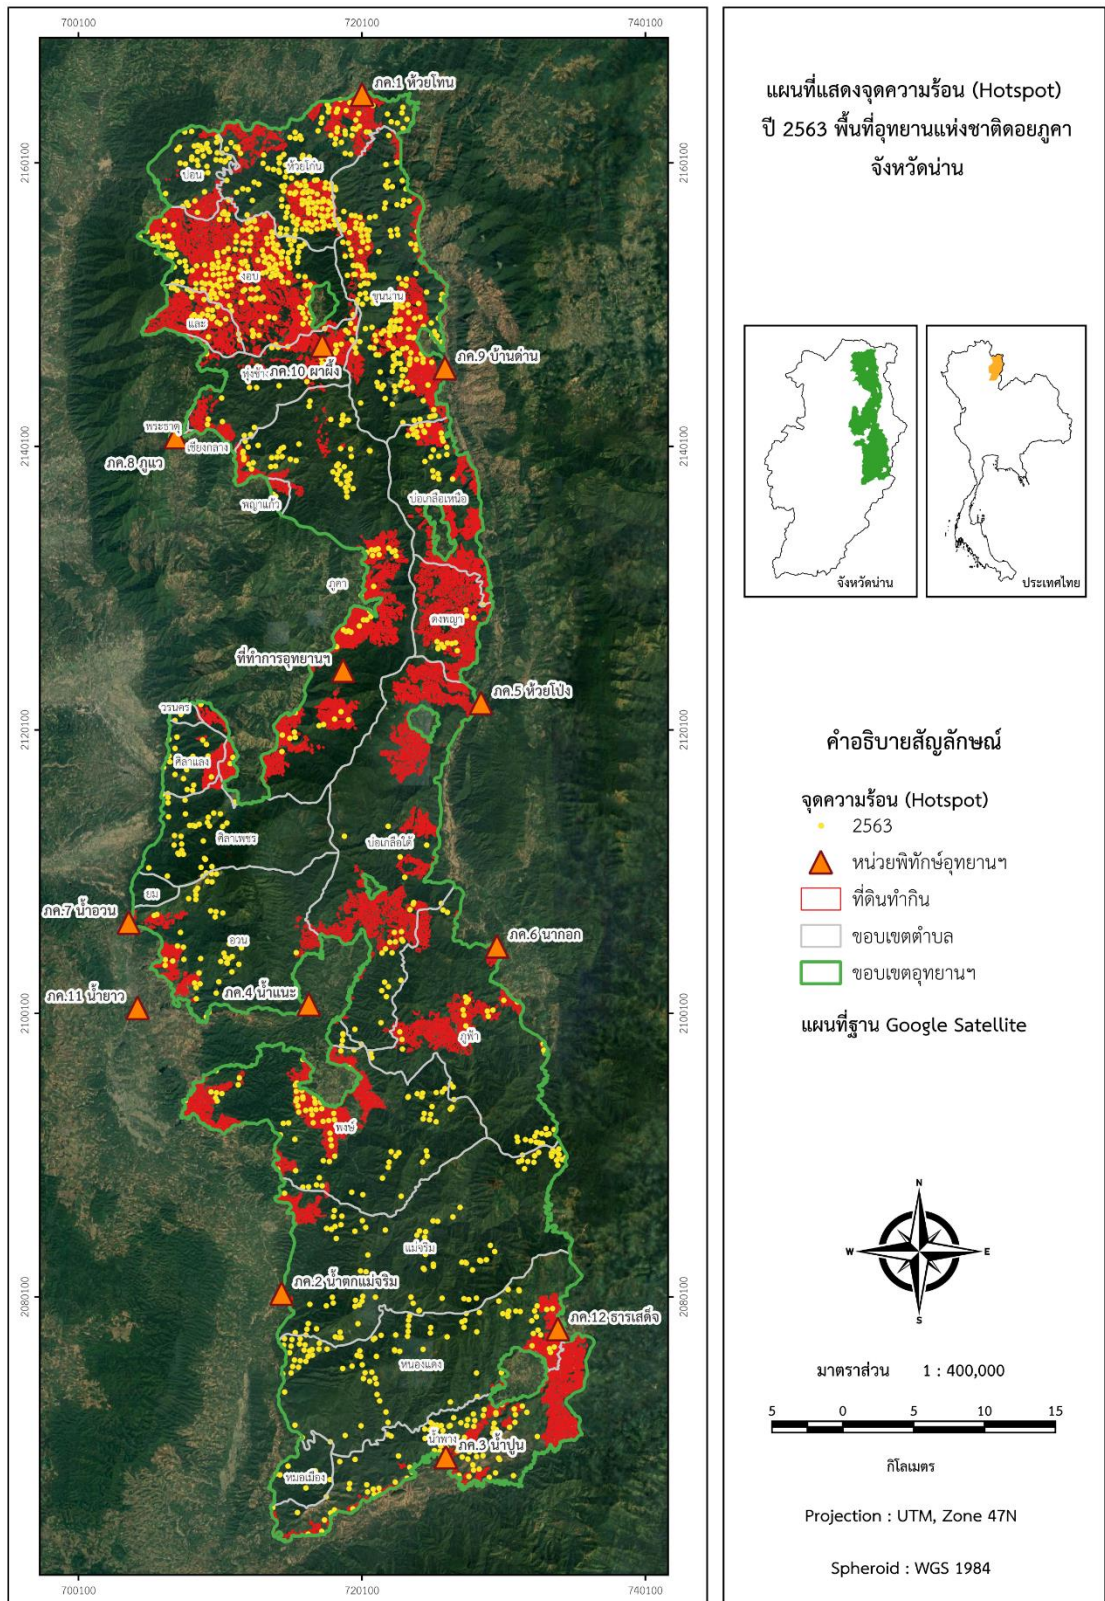 700100
720100
740100
ภค.1 ห้วยโทน
2160100
2160100
ปอน
ห้วยโก๋น
งอบ
ขุนน่าน
และ
ทุ่งช้าง
ภค.10 ผาผึ้ง
ภค.9 บ้านด่าน
พระธาตุ
เชียงกลาง
2140100
2140100
ภค.8 ภูแว
พญาแก้ว
บ่อเกลือเหนือ
ภูคา
ดงพญา
ที่ทำการอุทยานฯ
ภค.5 ห้วยโป่ง
วรนคร
2120100
2120100
ศิลาแลง
ศิลาเพชร
บ่อเกลือใต้
ยม
ภค.7 น้ำอวน
อวน
ภค.6 นากอก
ภค.11 น้ำยาว
ภค.4 น้ำแนะ
2100100
2100100
ภูฟ้า
พงษ์
แม่จริม
ภค.2 น้ำตกแม่จริม
2080100
2080100
ภค.12 ธารเสด็จ
หนองแดง
น้ำพาง
ภค.3 น้ำปูน
หมอเมือง
700100
720100
740100
แผนที่แสดงจุดความร้อน (Hotspot)
ปี 2563 พื้นที่อุทยานแห่งชาติดอยภูคา
จังหวัดน่าน
จังหวัดน่าน
ประเทศไทย
คำอธิบายสัญลักษณ์
จุดความร้อน (Hotspot)
2563
หน่วยพิทักษ์อุทยานฯ
ที่ดินทำกิน
ขอบเขตตำบล
ขอบเขตอุทยานฯ
แผนที่ฐาน Google Satellite
N
W
E
S
มาตราส่วน 1 : 400,000
5 0 5 10 15
กิโลเมตร
Projection : UTM, Zone 47N
Spheroid : WGS 1984